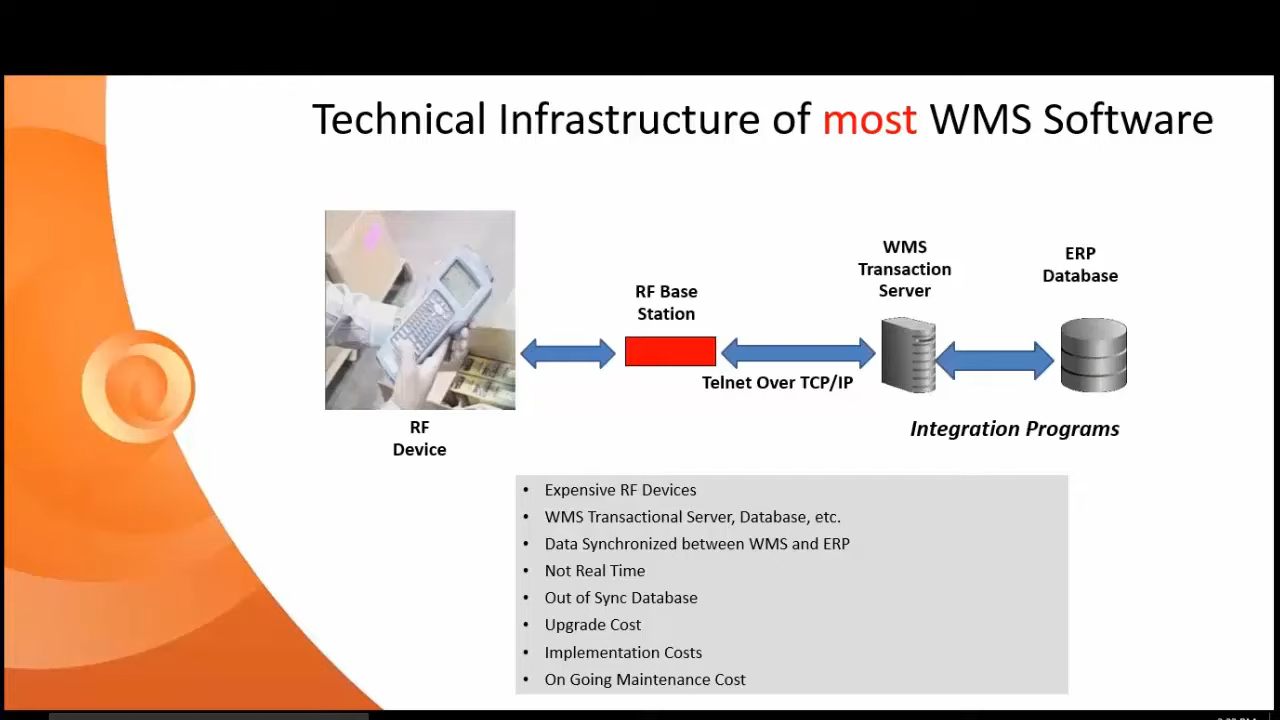 Technical Infrastructure of most WMS Software
WMS
Transaction
Server
ERP
Database
RF Base
Station
Telnet Over TCP/IP
RF
Device
Integration Programs
• Expensive RF Devices
• WMS Transactional Server, Database, etc.
• Data Synchronized between WMS and ERP
• Not Real Time
• Out of Sync Database
• Upgrade Cost
• Implementation Costs
• On Going Maintenance Cost